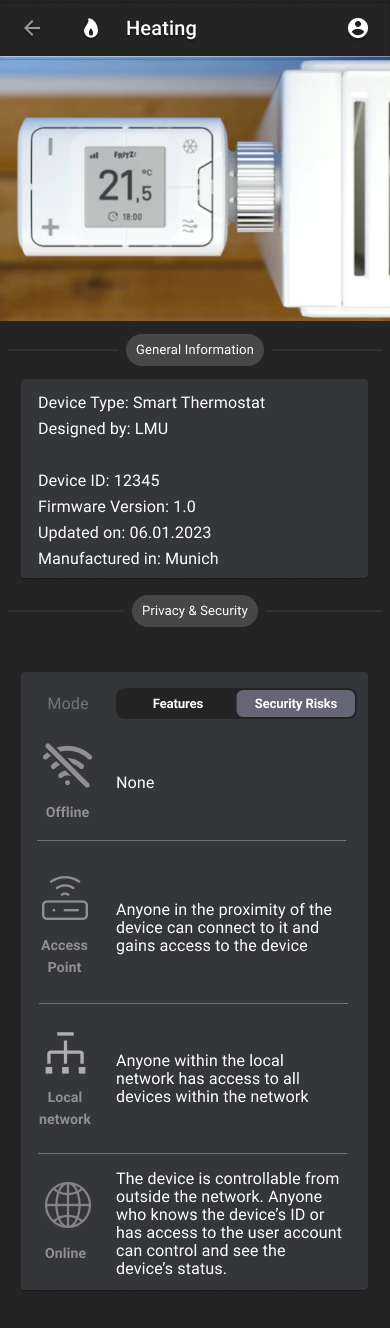 Heating
FRITZ!
21,5 °C
18:00
General Information
Device Type: Smart Thermostat
Designed by: LMU
Device ID: 12345
Firmware Version: 1.0
Updated on: 06.01.2023
Manufactured in: Munich
Privacy & Security
Mode Features Security Risks
Offline
None
Access
Point
Anyone in the proximity of the
device can connect to it and
gains access to the device
Local
network
Anyone within the local
network has access to all
devices within the network
Online
The device is controllable from
outside the network. Anyone
who knows the device’s ID or
has access to the user account
can control and see the
device’s status.